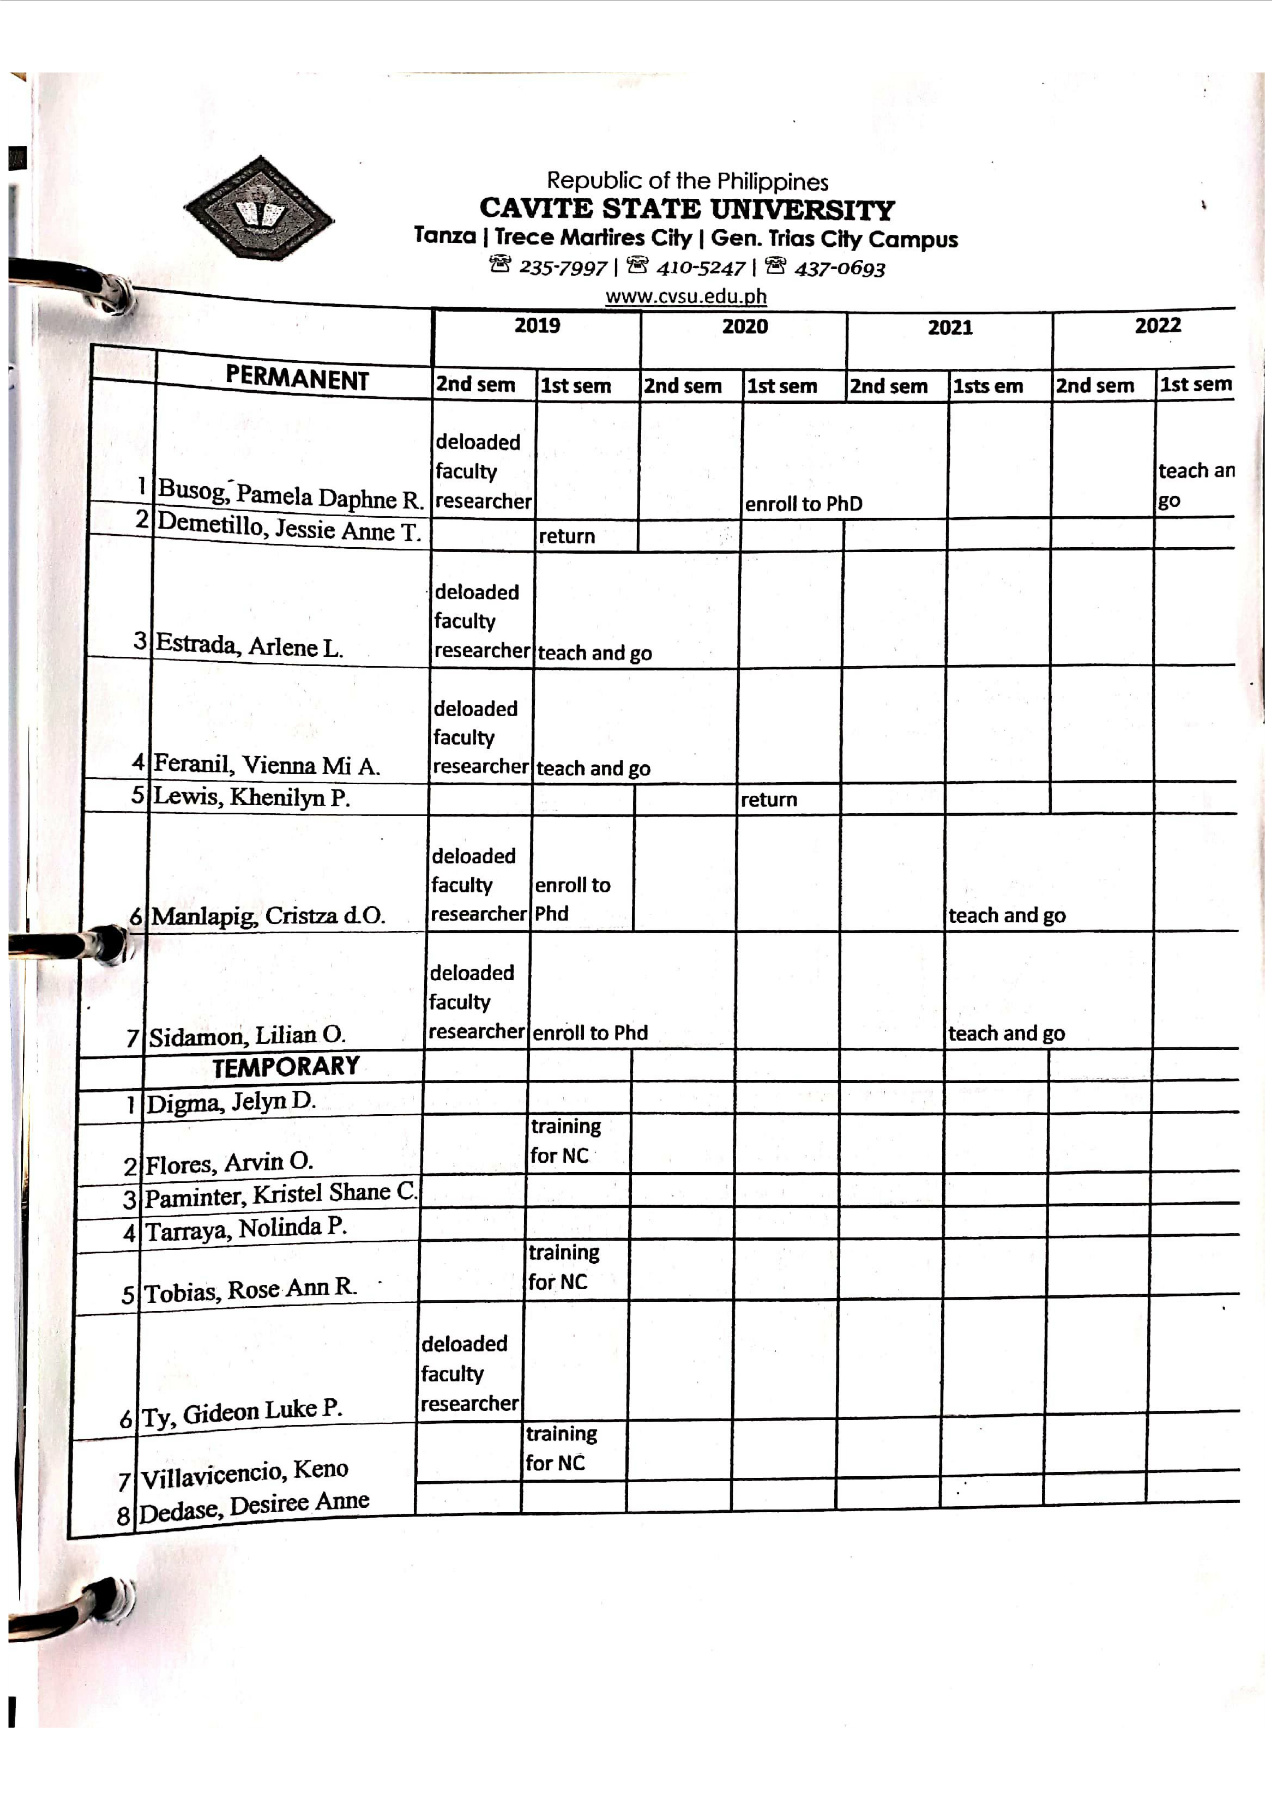 Republic of the Philippines
CAVITE STATE UNIVERSITY
Tanza | Trece Martires City | Gen. Trias City Campus
☏ 235-7997 | ☏ 410-5247 | ☏ 437-0693
www.cvsu.edu.ph
2019 2020 2021 2022
PERMANENT 2nd sem 1st sem 2nd sem 1st sem 2nd sem 1sts em 2nd sem 1st sem
deloaded
faculty teach an
1 Busog, Pamela Daphne R. researcher enroll to PhD go
2 Demetillo, Jessie Anne T. return
deloaded
faculty
3 Estrada, Arlene L. researcher teach and go
deloaded
faculty
4 Feranil, Vienna Mi A. researcher teach and go
5 Lewis, Khenilyn P. return
deloaded
faculty enroll to
6 Manlapig, Cristza d.O. researcher Phd teach and go
deloaded
faculty
7 Sidamon, Lilian O. researcher enroll to Phd teach and go
TEMPORARY
1 Digma, Jelyn D.
training
2 Flores, Arvin O. for NC
3 Paminter, Kristel Shane C.
4 Tarraya, Nolinda P.
training
5 Tobias, Rose Ann R. for NC
deloaded
faculty
6 Ty, Gideon Luke P. researcher
training
7 Villavicencio, Keno for NC
8 Dedase, Desiree Anne